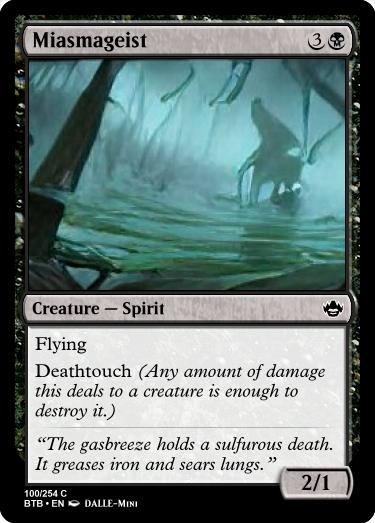 Miasmageist 3
Creature — Spirit
Flying
Deathtouch (Any amount of damage
this deals to a creature is enough to
destroy it.)
“The gasbreeze holds a sulfurous death.
It greases iron and sears lungs.”
2/1
100/254 C
BTB • EN DALLE-Mini